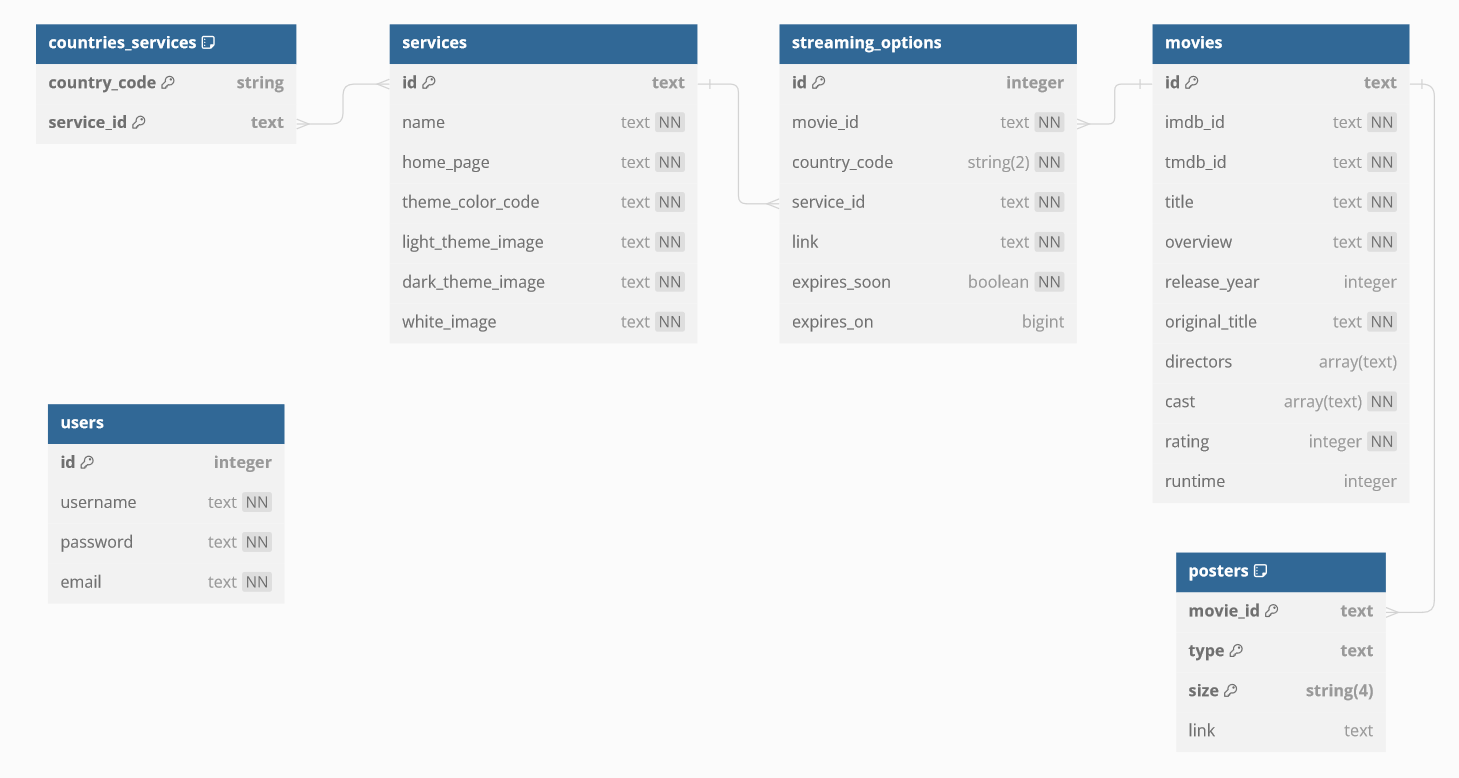 countries_services
country_code string
service_id text
services
id text
name text NN
home_page text NN
theme_color_code text NN
light_theme_image text NN
dark_theme_image text NN
white_image text NN
streaming_options
id integer
movie_id text NN
country_code string(2) NN
service_id text NN
link text NN
expires_soon boolean NN
expires_on bigint
movies
id text
imdb_id text NN
tmdb_id text NN
title text NN
overview text NN
release_year integer
original_title text NN
directors array(text)
cast array(text) NN
rating integer NN
runtime integer
users
id integer
username text NN
password text NN
email text NN
posters
movie_id text
type text
size string(4)
link text